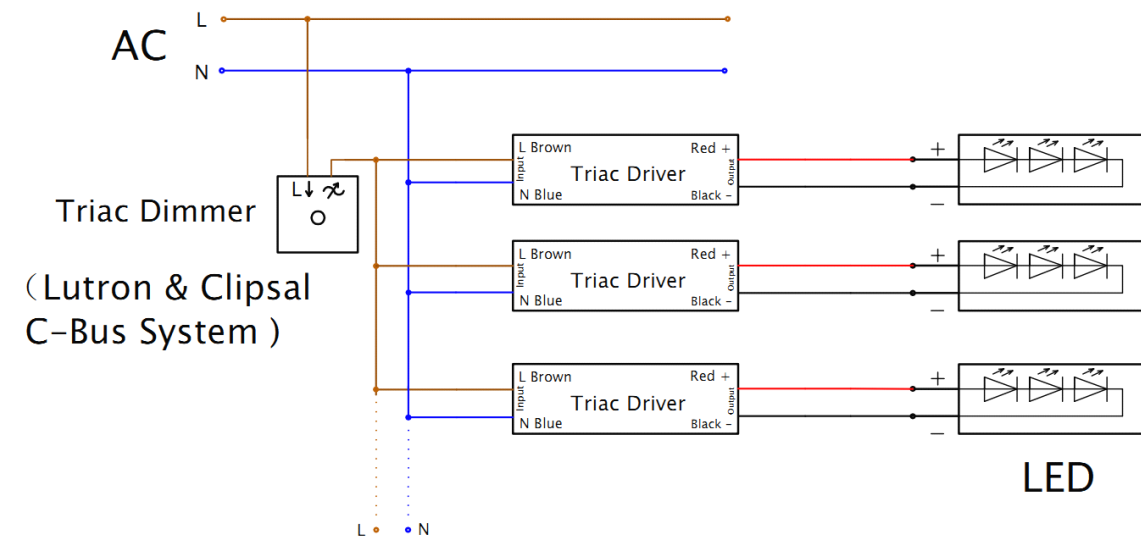 L
AC
N
L Brown
Red +
Input
Triac Driver
Output
N Blue
Black -
+
-
L
Triac Dimmer
(Lutron & Clipsal
C-Bus System )
L Brown
Red +
Input
Triac Driver
Output
N Blue
Black -
+
-
L Brown
Red +
Input
Triac Driver
Output
N Blue
Black -
+
-
LED
L
N